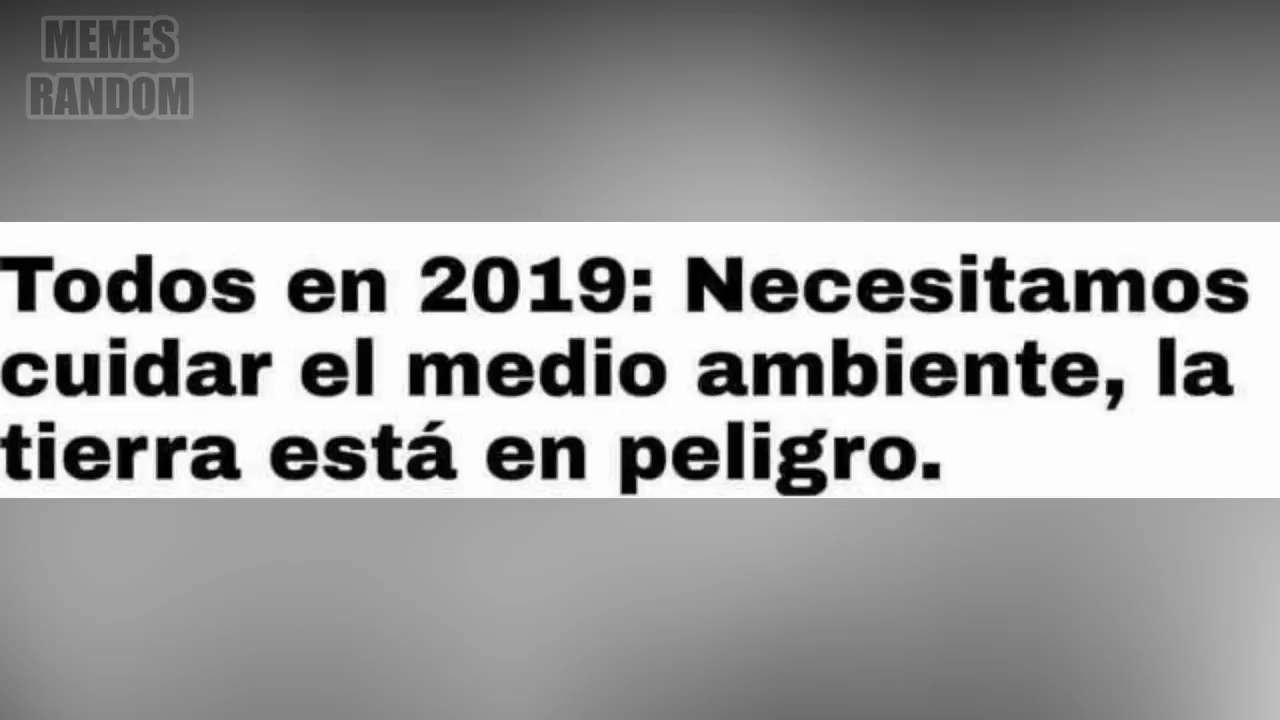 MEMES
RANDOM
Todos en 2019: Necesitamos
cuidar el medio ambiente, la
tierra está en peligro.